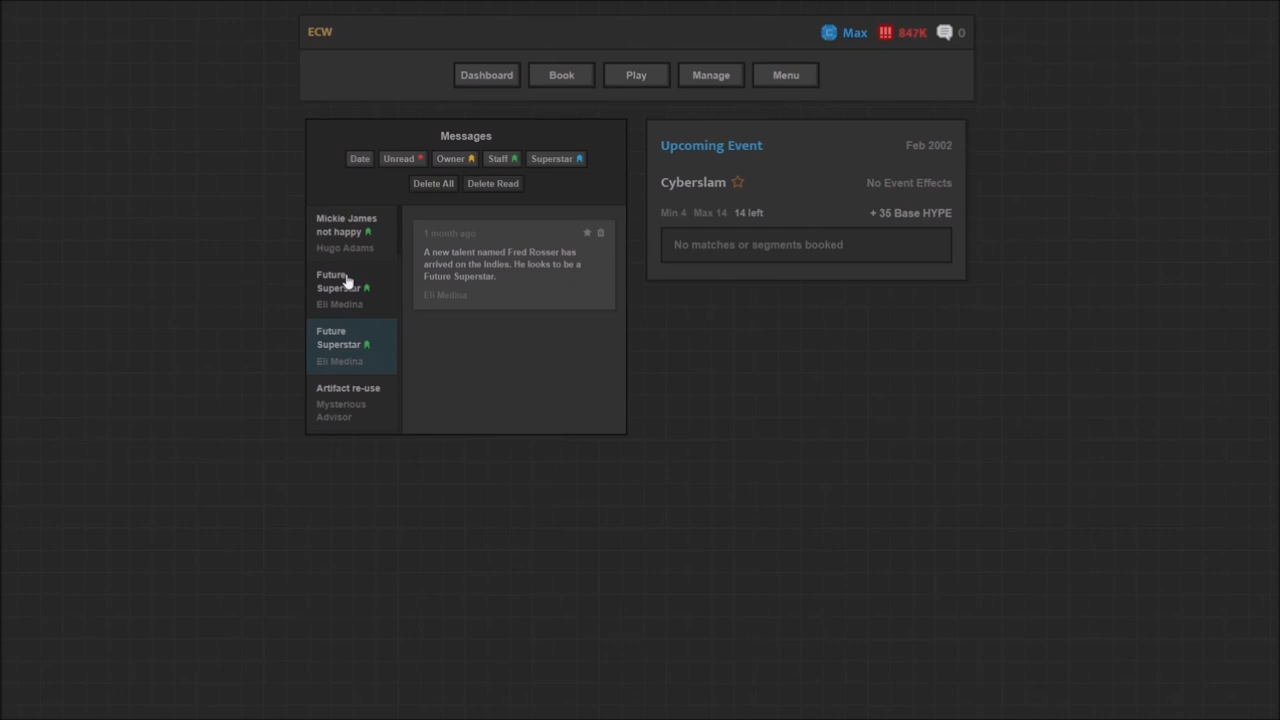 ECW
Max 847K 0
Dashboard Book Play Manage Menu
Messages
Date Unread Owner Staff Superstar
Delete All Delete Read
Mickie James
not happy
Hugo Adams
Future
Superstar
Eli Medina
Future
Superstar
Eli Medina
Artifact re-use
Mysterious
Advisor
1 month ago
A new talent named Fred Rosser has
arrived on the Indies. He looks to be a
Future Superstar.
Eli Medina
Upcoming Event Feb 2002
Cyberslam No Event Effects
Min 4 Max 14 14 left + 35 Base HYPE
No matches or segments booked